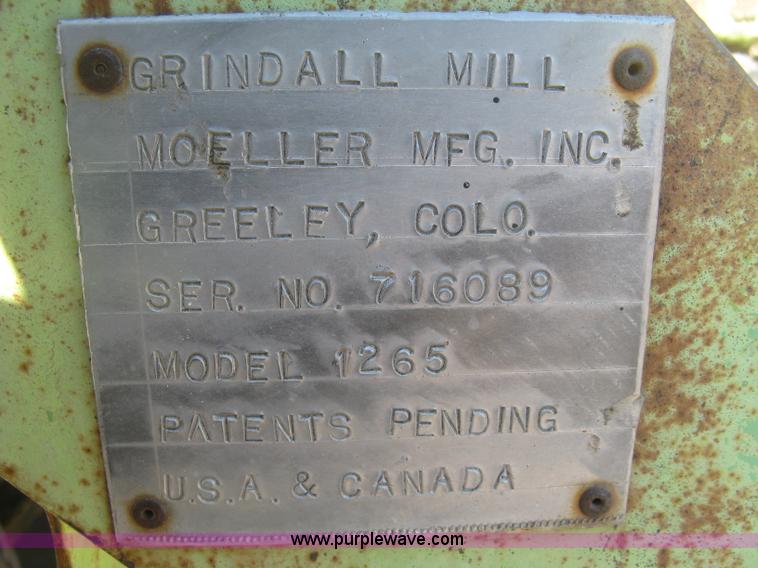 GRINDALL MILL
MOELLER MFG. INC.
GREELEY, COLO.
SER. NO. 716089
MODEL 1265
PATENTS PENDING
U.S.A. & CANADA
www.purplewave.com